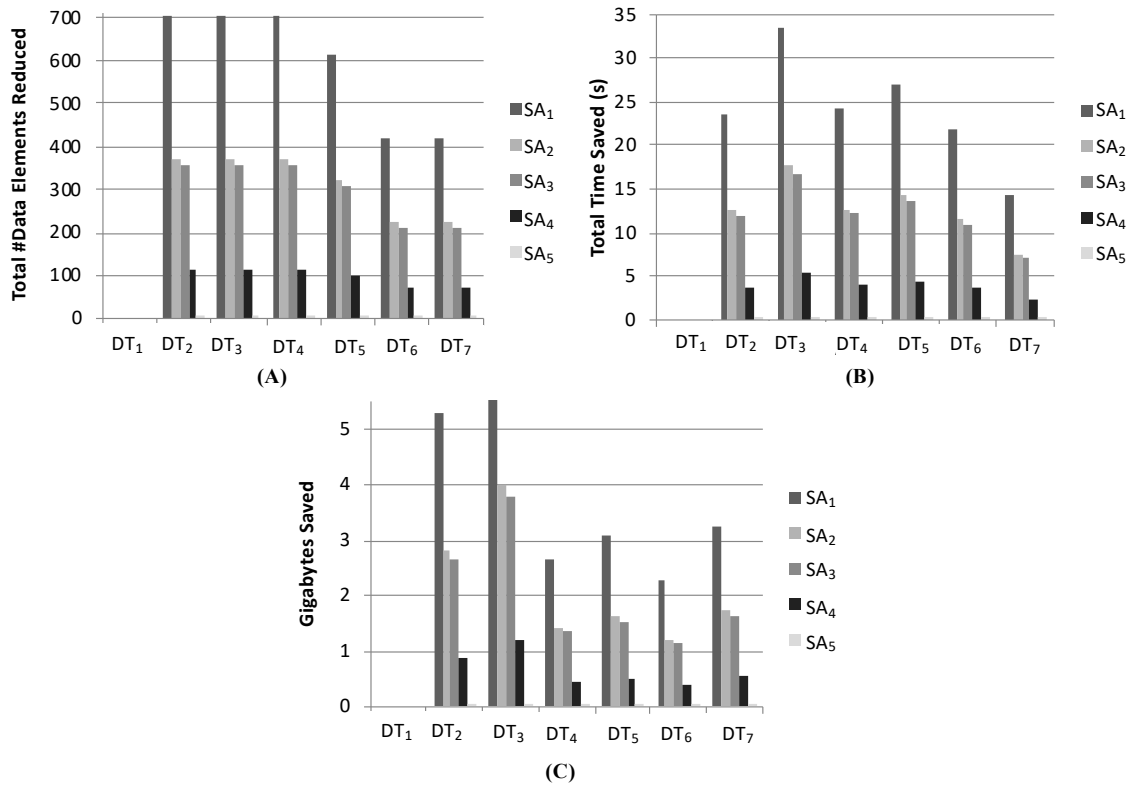 Total #Data Elements Reduced
700
600
500
400
300
200
100
0
DT1 DT2 DT3 DT4 DT5 DT6 DT7
SA1
SA2
SA3
SA4
SA5
(A)
Total Time Saved (s)
35
30
25
20
15
10
5
0
DT1 DT2 DT3 DT4 DT5 DT6 DT7
SA1
SA2
SA3
SA4
SA5
(B)
Gigabytes Saved
5
4
3
2
1
0
DT1 DT2 DT3 DT4 DT5 DT6 DT7
SA1
SA2
SA3
SA4
SA5
(C)